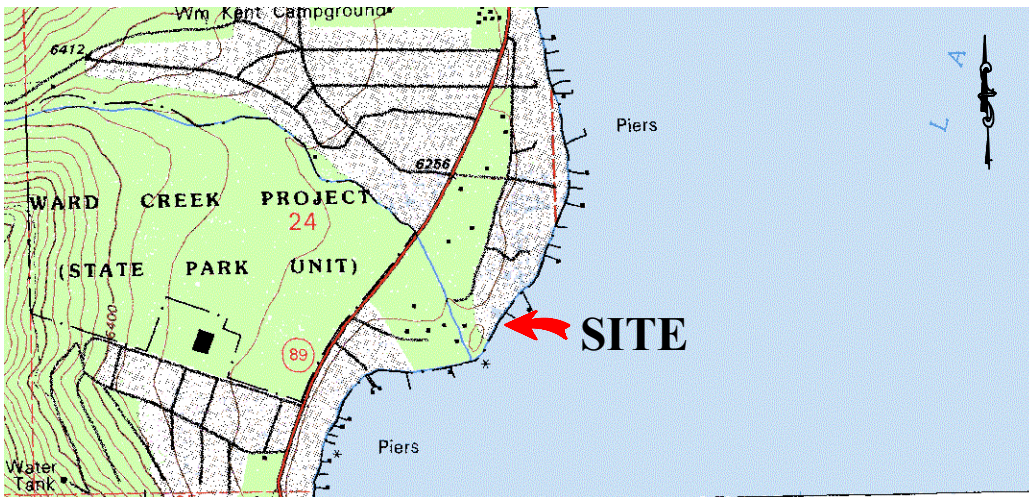 Wm Kent Campground
6412
L A
Piers
6256
WARD CREEK PROJECT
24
(STATE PARK UNIT)
6400
SITE
89
Piers
Water
Tank